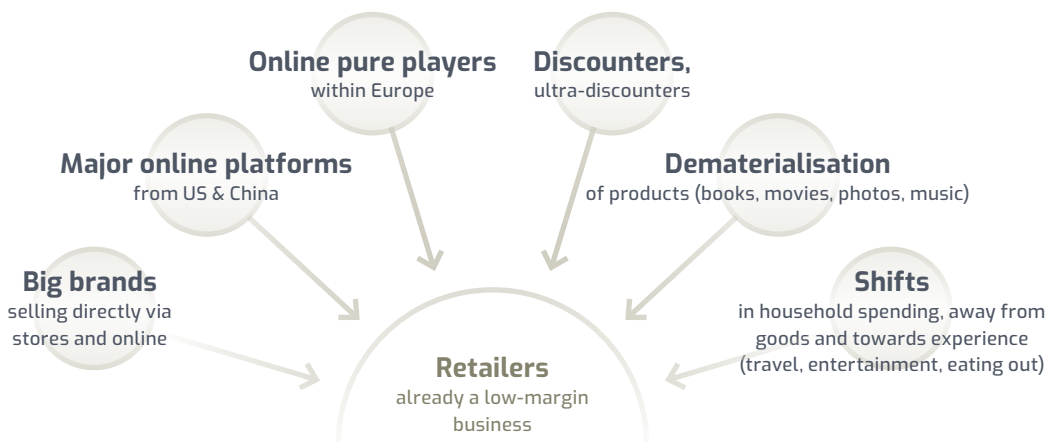 Online pure players
within Europe
Discounters,
ultra-discounters
Major online platforms
from US & China
Dematerialisation
of products (books, movies, photos, music)
Big brands
selling directly via
stores and online
Shifts
in household spending, away from
goods and towards experience
(travel, entertainment, eating out)
Retailers
already a low-margin
business